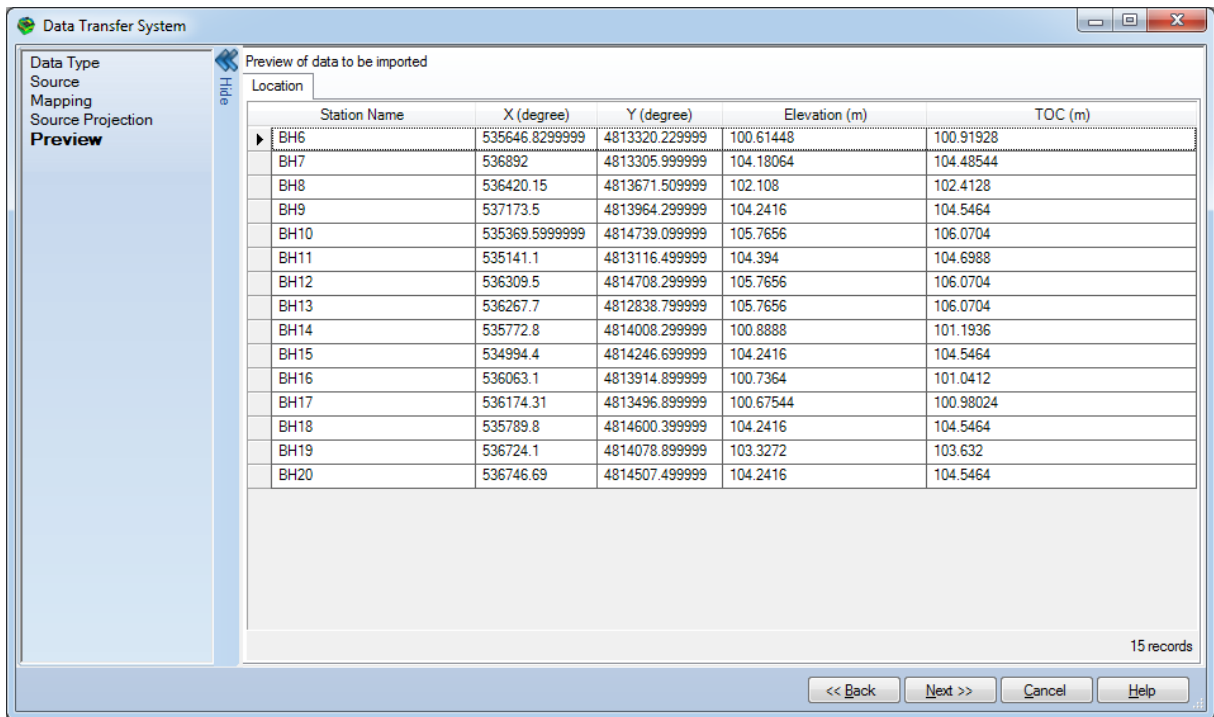 Data Transfer System
Data Type
Source
Mapping
Source Projection
Preview
Hide
Preview of data to be imported
Location
Station Name X (degree) Y (degree) Elevation (m) TOC (m)
BH6 535646.8299999 4813320.229999 100.61448 100.91928
BH7 536892 4813305.999999 104.18064 104.48544
BH8 536420.15 4813671.509999 102.108 102.4128
BH9 537173.5 4813964.299999 104.2416 104.5464
BH10 535369.5999999 4814739.099999 105.7656 106.0704
BH11 535141.1 4813116.499999 104.394 104.6988
BH12 536309.5 4814708.299999 105.7656 106.0704
BH13 536267.7 4812838.799999 105.7656 106.0704
BH14 535772.8 4814008.299999 100.8888 101.1936
BH15 534994.4 4814246.699999 104.2416 104.5464
BH16 536063.1 4813914.899999 100.7364 101.0412
BH17 536174.31 4813496.899999 100.67544 100.98024
BH18 535789.8 4814600.399999 104.2416 104.5464
BH19 536724.1 4814078.899999 103.3272 103.632
BH20 536746.69 4814507.499999 104.2416 104.5464
15 records
<< Back Next >> Cancel Help